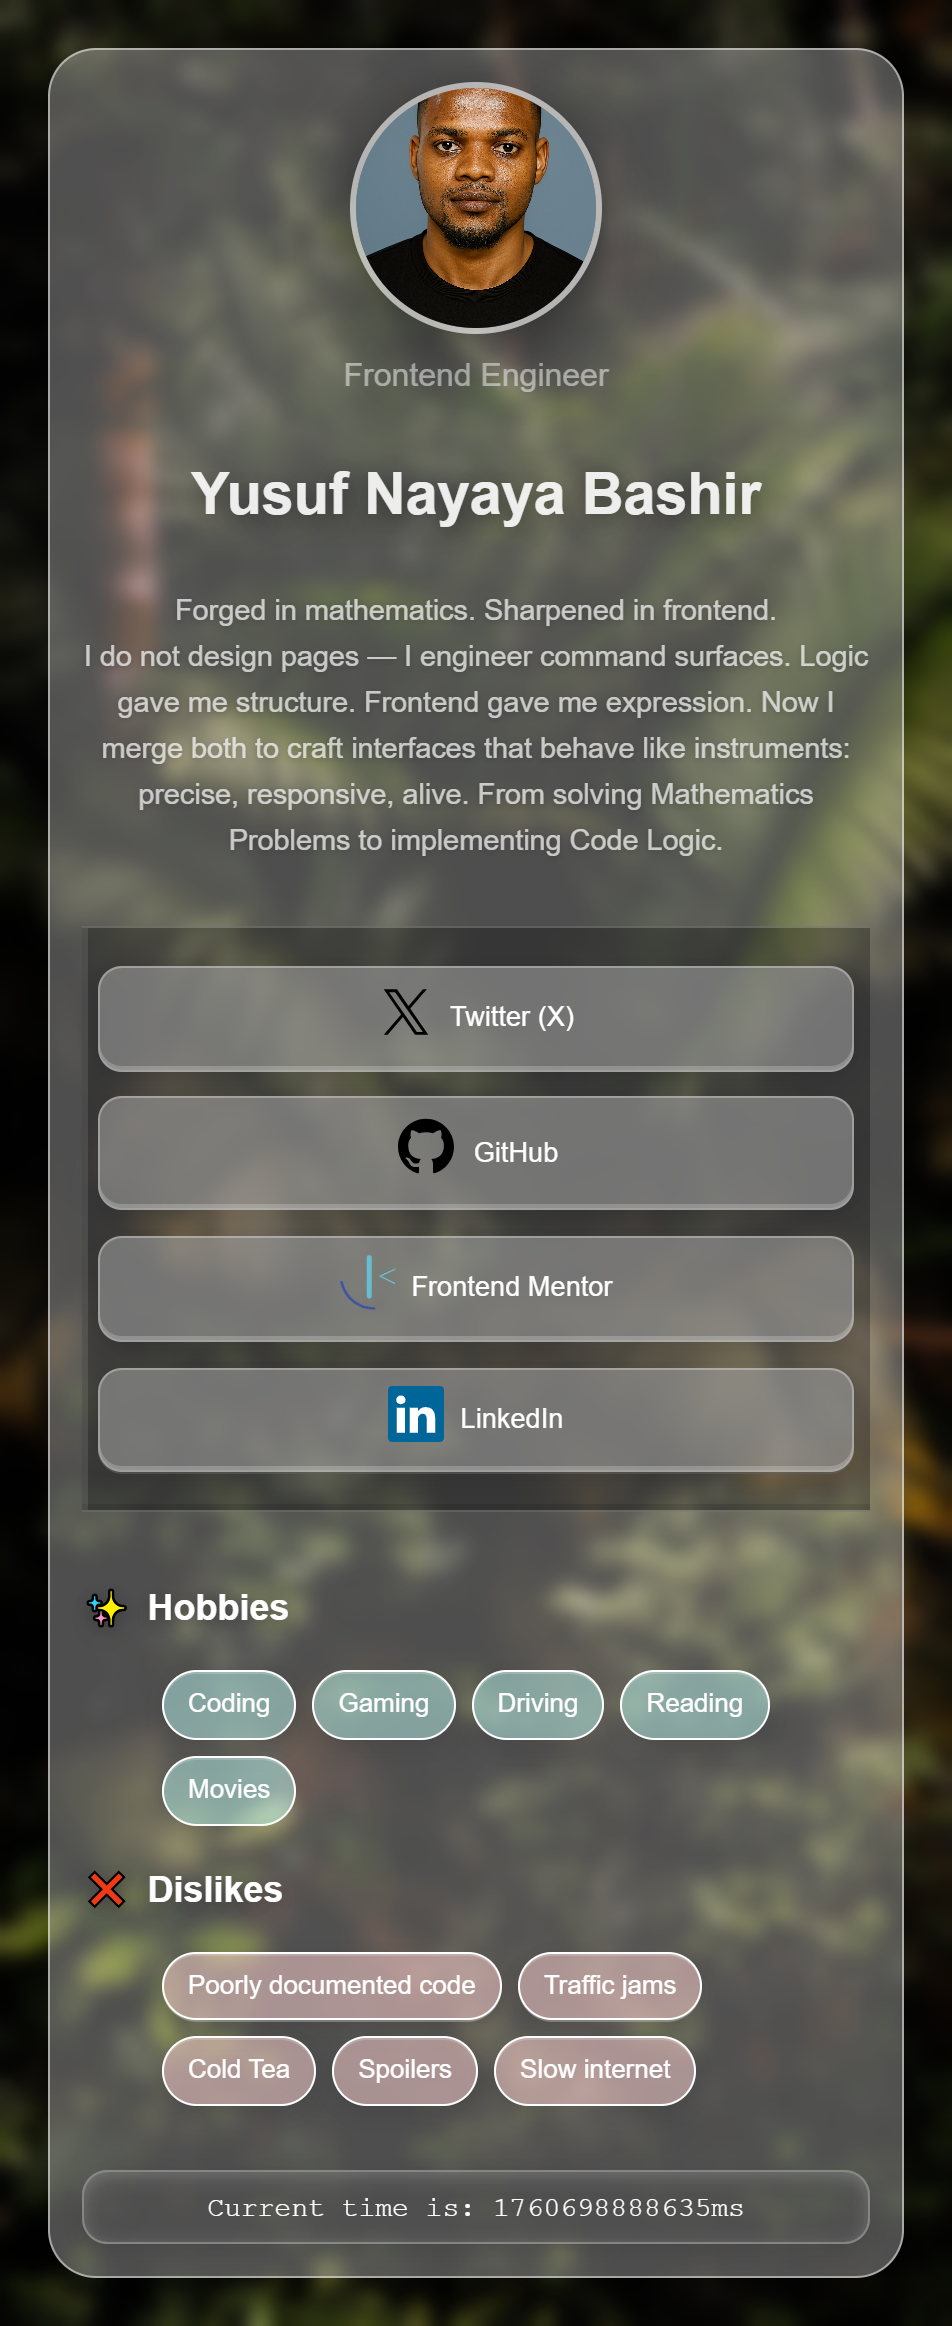 Frontend Engineer
Yusuf Nayaya Bashir
Forged in mathematics. Sharpened in frontend.
I do not design pages — I engineer command surfaces. Logic
gave me structure. Frontend gave me expression. Now I
merge both to craft interfaces that behave like instruments:
precise, responsive, alive. From solving Mathematics
Problems to implementing Code Logic.
Twitter (X)
GitHub
Frontend Mentor
in LinkedIn
Hobbies
Coding Gaming Driving Reading
Movies
Dislikes
Poorly documented code Traffic jams
Cold Tea Spoilers Slow internet
Current time is: 1760698888635ms